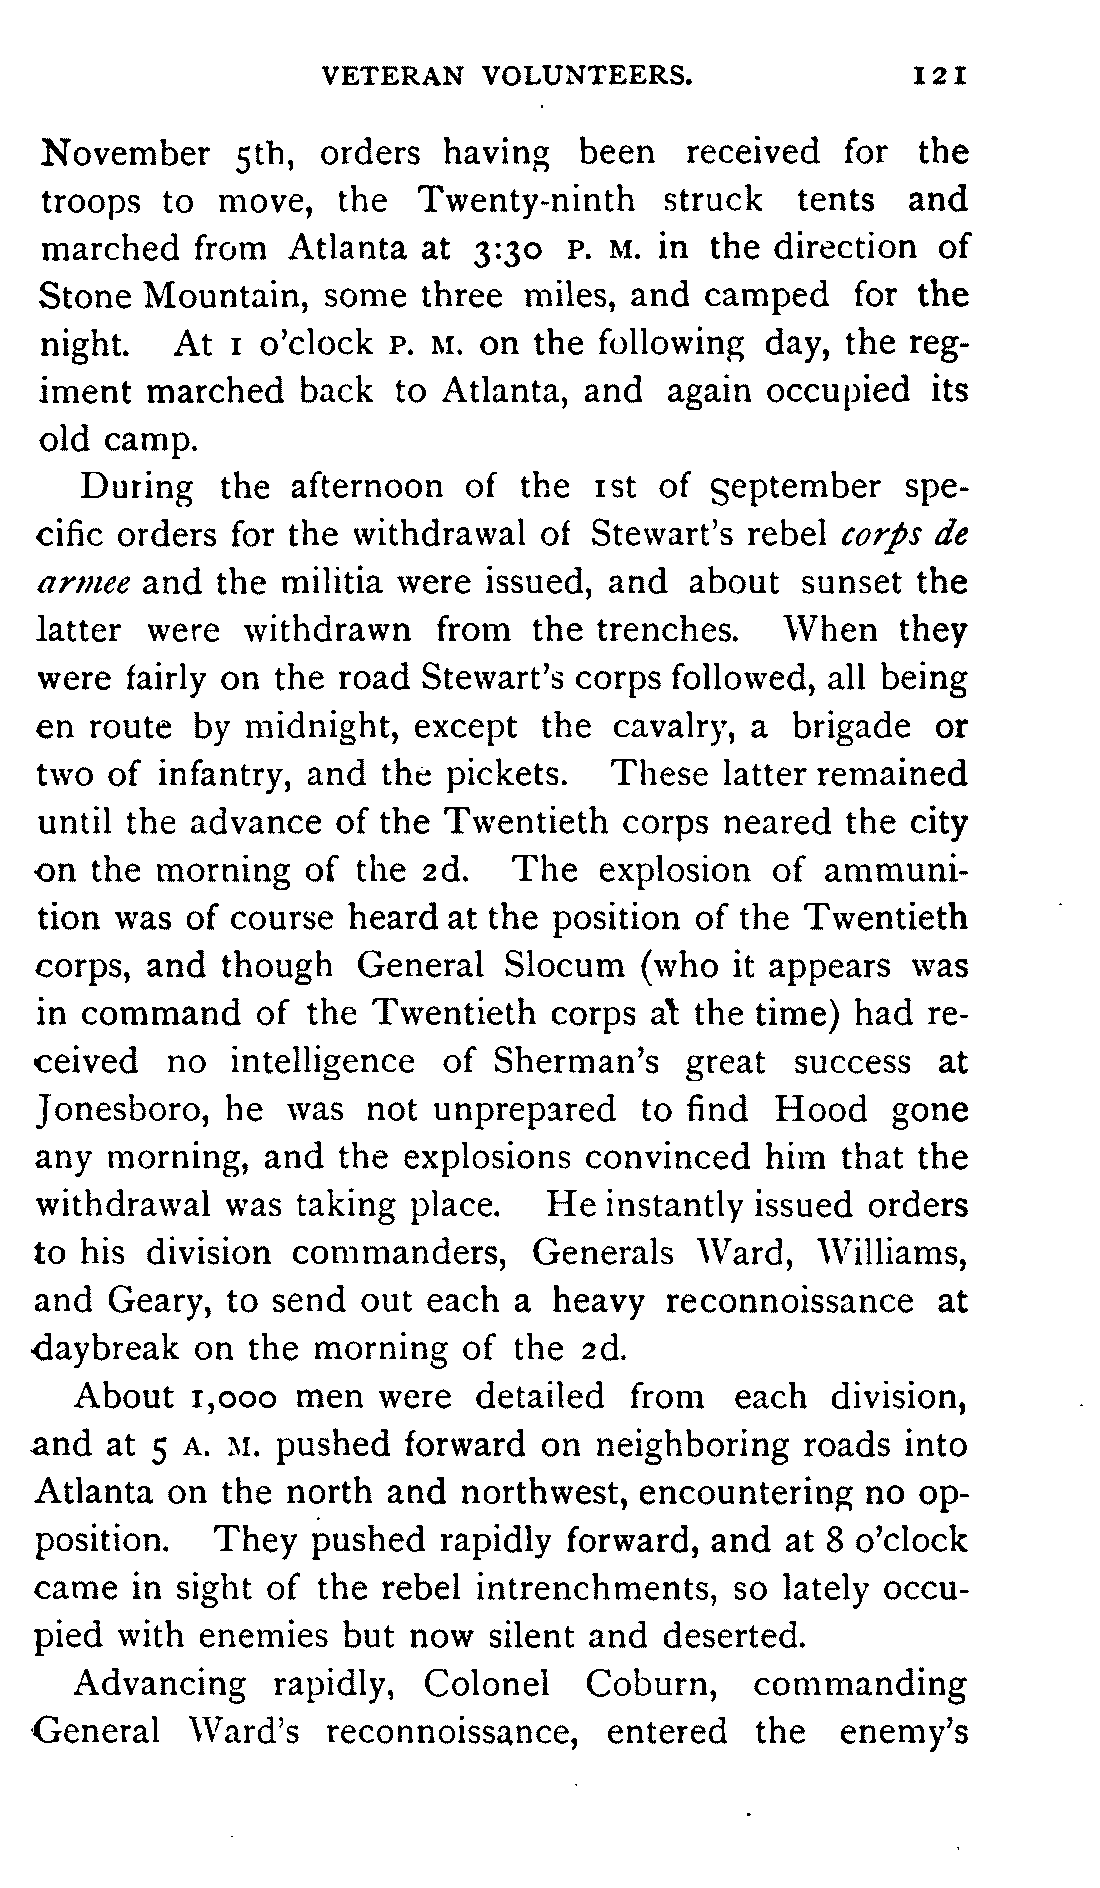 VETERAN VOLUNTEERS. 121
November 5th, orders having been received for the
troops to move, the Twenty-ninth struck tents and
marched from Atlanta at 3:30 P. M. in the direction of
Stone Mountain, some three miles, and camped for the
night. At 1 o'clock P. M. on the following day, the reg-
iment marched back to Atlanta, and again occupied its
old camp.
During the afternoon of the 1st of September spe-
cific orders for the withdrawal of Stewart's rebel corps de
armee and the militia were issued, and about sunset the
latter were withdrawn from the trenches. When they
were fairly on the road Stewart's corps followed, all being
en route by midnight, except the cavalry, a brigade or
two of infantry, and the pickets. These latter remained
until the advance of the Twentieth corps neared the city
on the morning of the 2d. The explosion of ammuni-
tion was of course heard at the position of the Twentieth
corps, and though General Slocum (who it appears was
in command of the Twentieth corps at the time) had re-
ceived no intelligence of Sherman's great success at
Jonesboro, he was not unprepared to find Hood gone
any morning, and the explosions convinced him that the
withdrawal was taking place. He instantly issued orders
to his division commanders, Generals Ward, Williams,
and Geary, to send out each a heavy reconnoissance at
daybreak on the morning of the 2d.
About 1,000 men were detailed from each division,
and at 5 A. M. pushed forward on neighboring roads into
Atlanta on the north and northwest, encountering no op-
position. They pushed rapidly forward, and at 8 o'clock
came in sight of the rebel intrenchments, so lately occu-
pied with enemies but now silent and deserted.
Advancing rapidly, Colonel Coburn, commanding
General Ward's reconnoissance, entered the enemy's